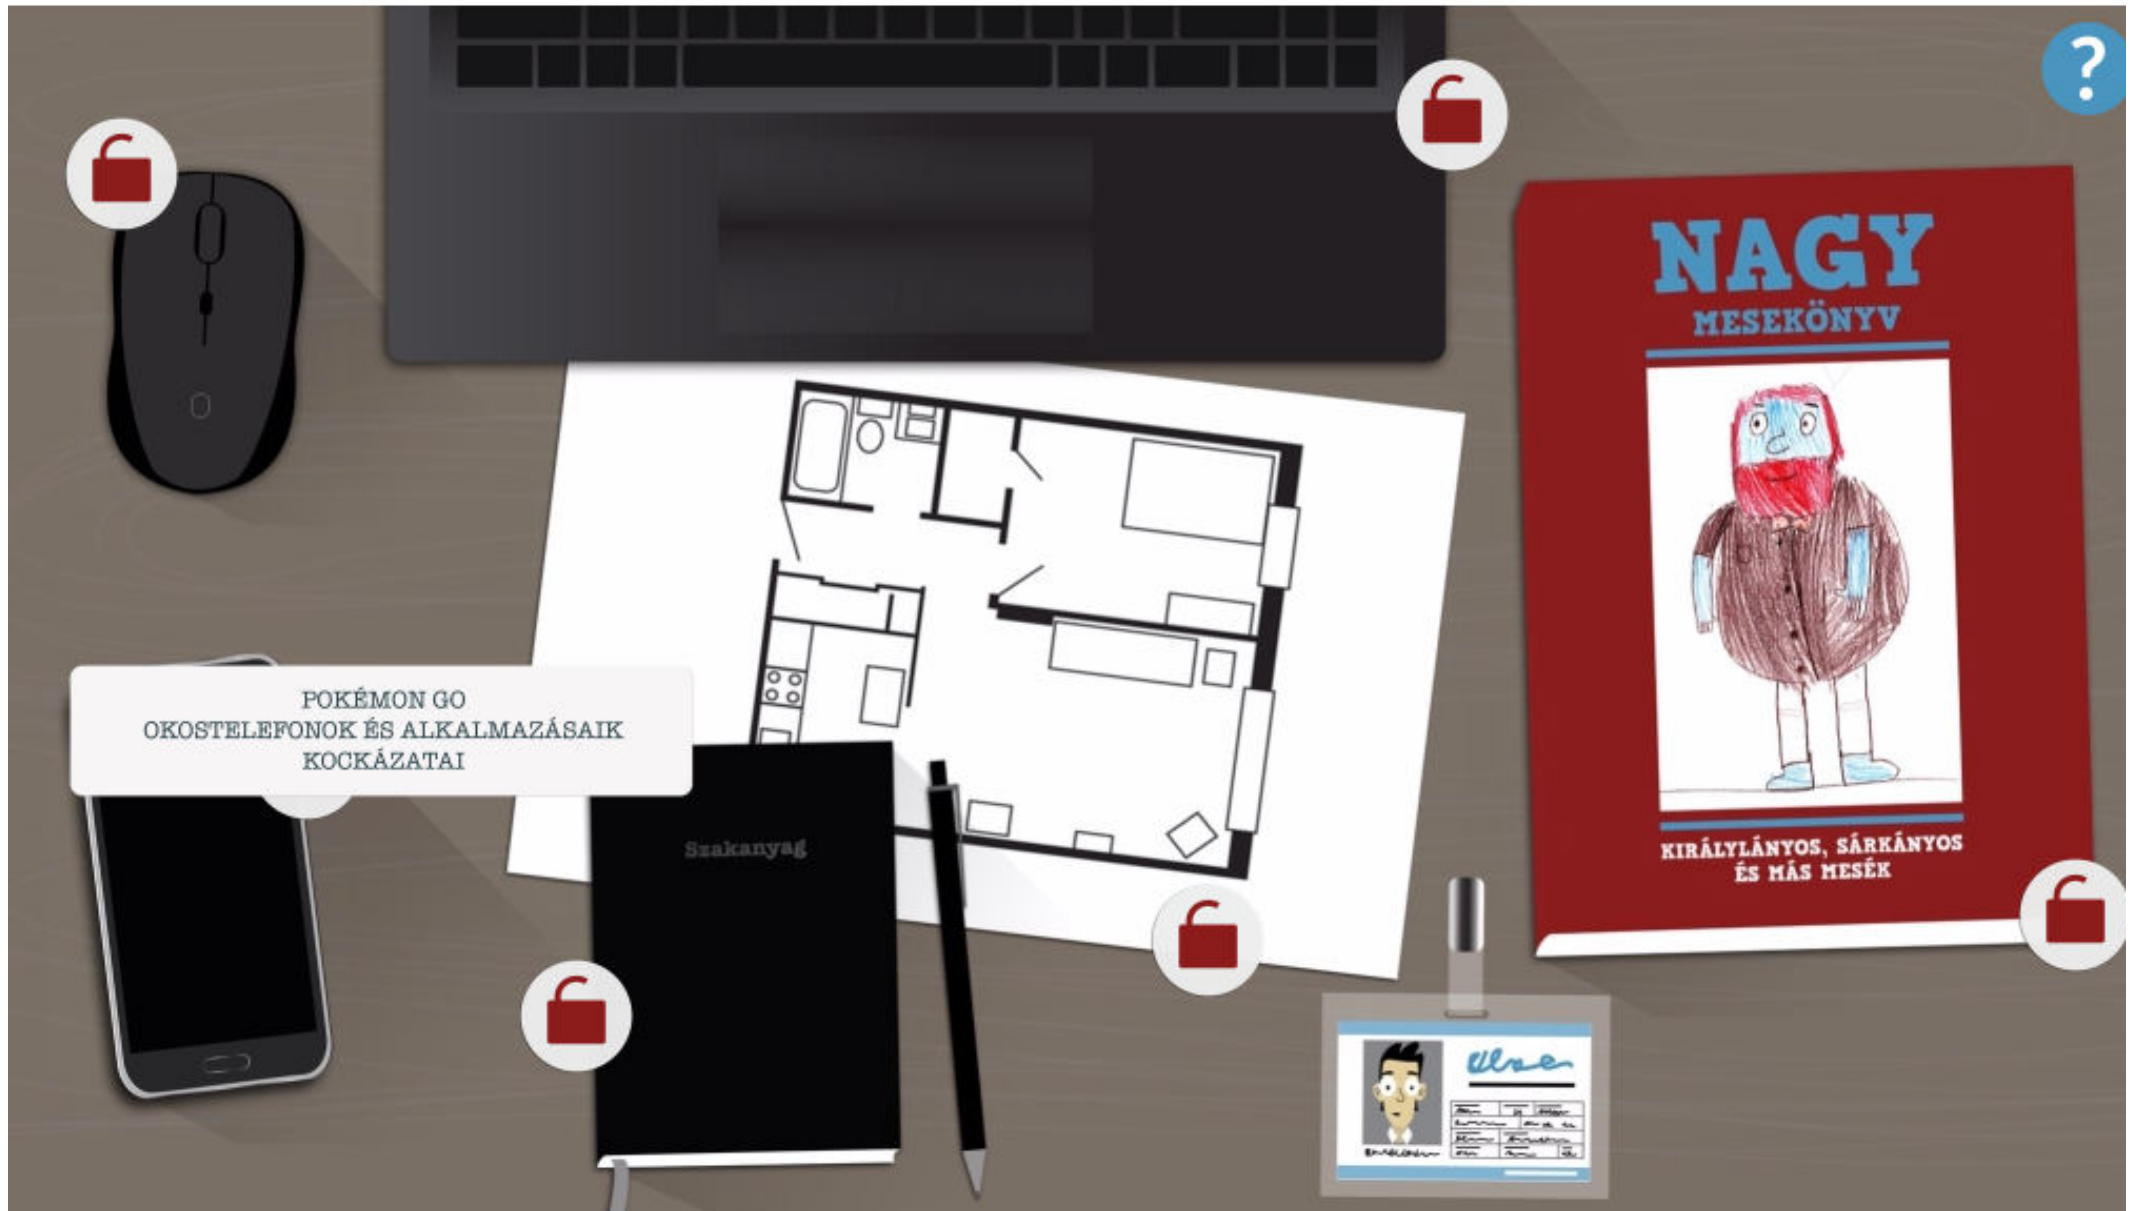 ?
NAGY
MESEKÖNYV
POKÉMON GO
OKOSTELEFONOK ÉS ALKALMAZÁSAIK
KOCKÁZATAI
Szakanyag
KIRÁLYLÁNYOS, SÁRKÁNYOS
ÉS MÁS MESÉK